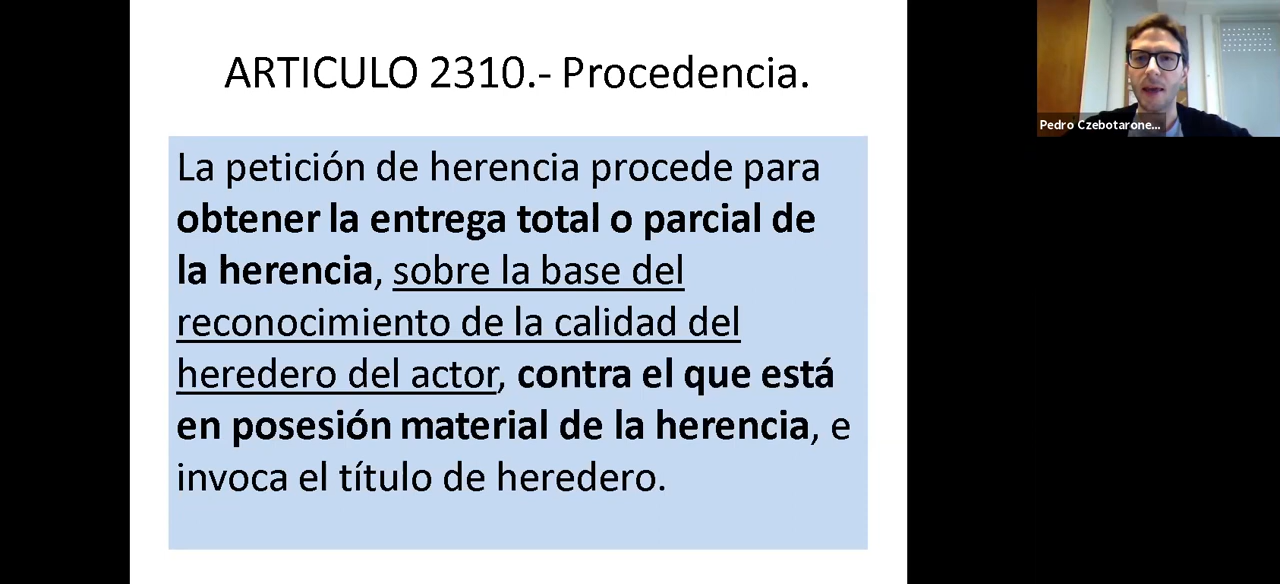 ARTICULO 2310.- Procedencia.
La petición de herencia procede para
obtener la entrega total o parcial de
la herencia, sobre la base del
reconocimiento de la calidad del
heredero del actor, contra el que está
en posesión material de la herencia, e
invoca el título de heredero.
Pedro Czebotarone...